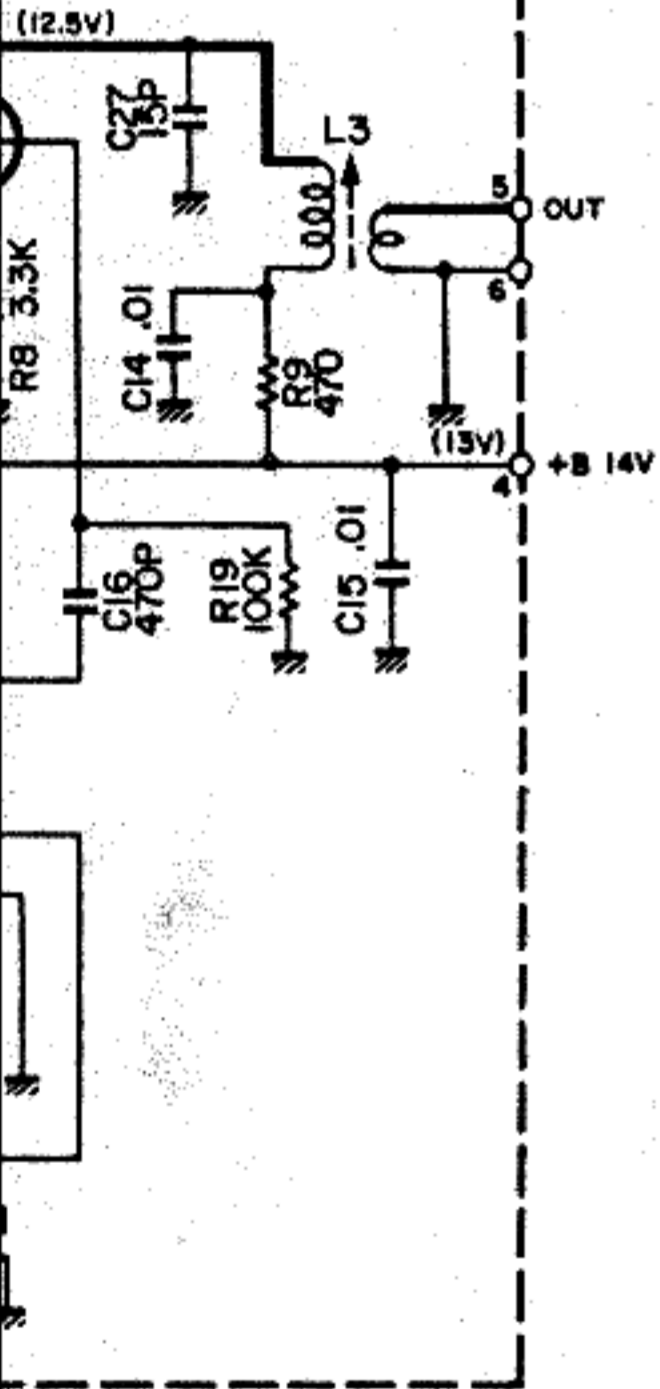 (12.5V)
C27
15P
L3
5
OUT
6
R8 3.3K
C14 .01
R9
470
(13V)
+B 14V
4
C16
470P
R19
100K
C15 .01